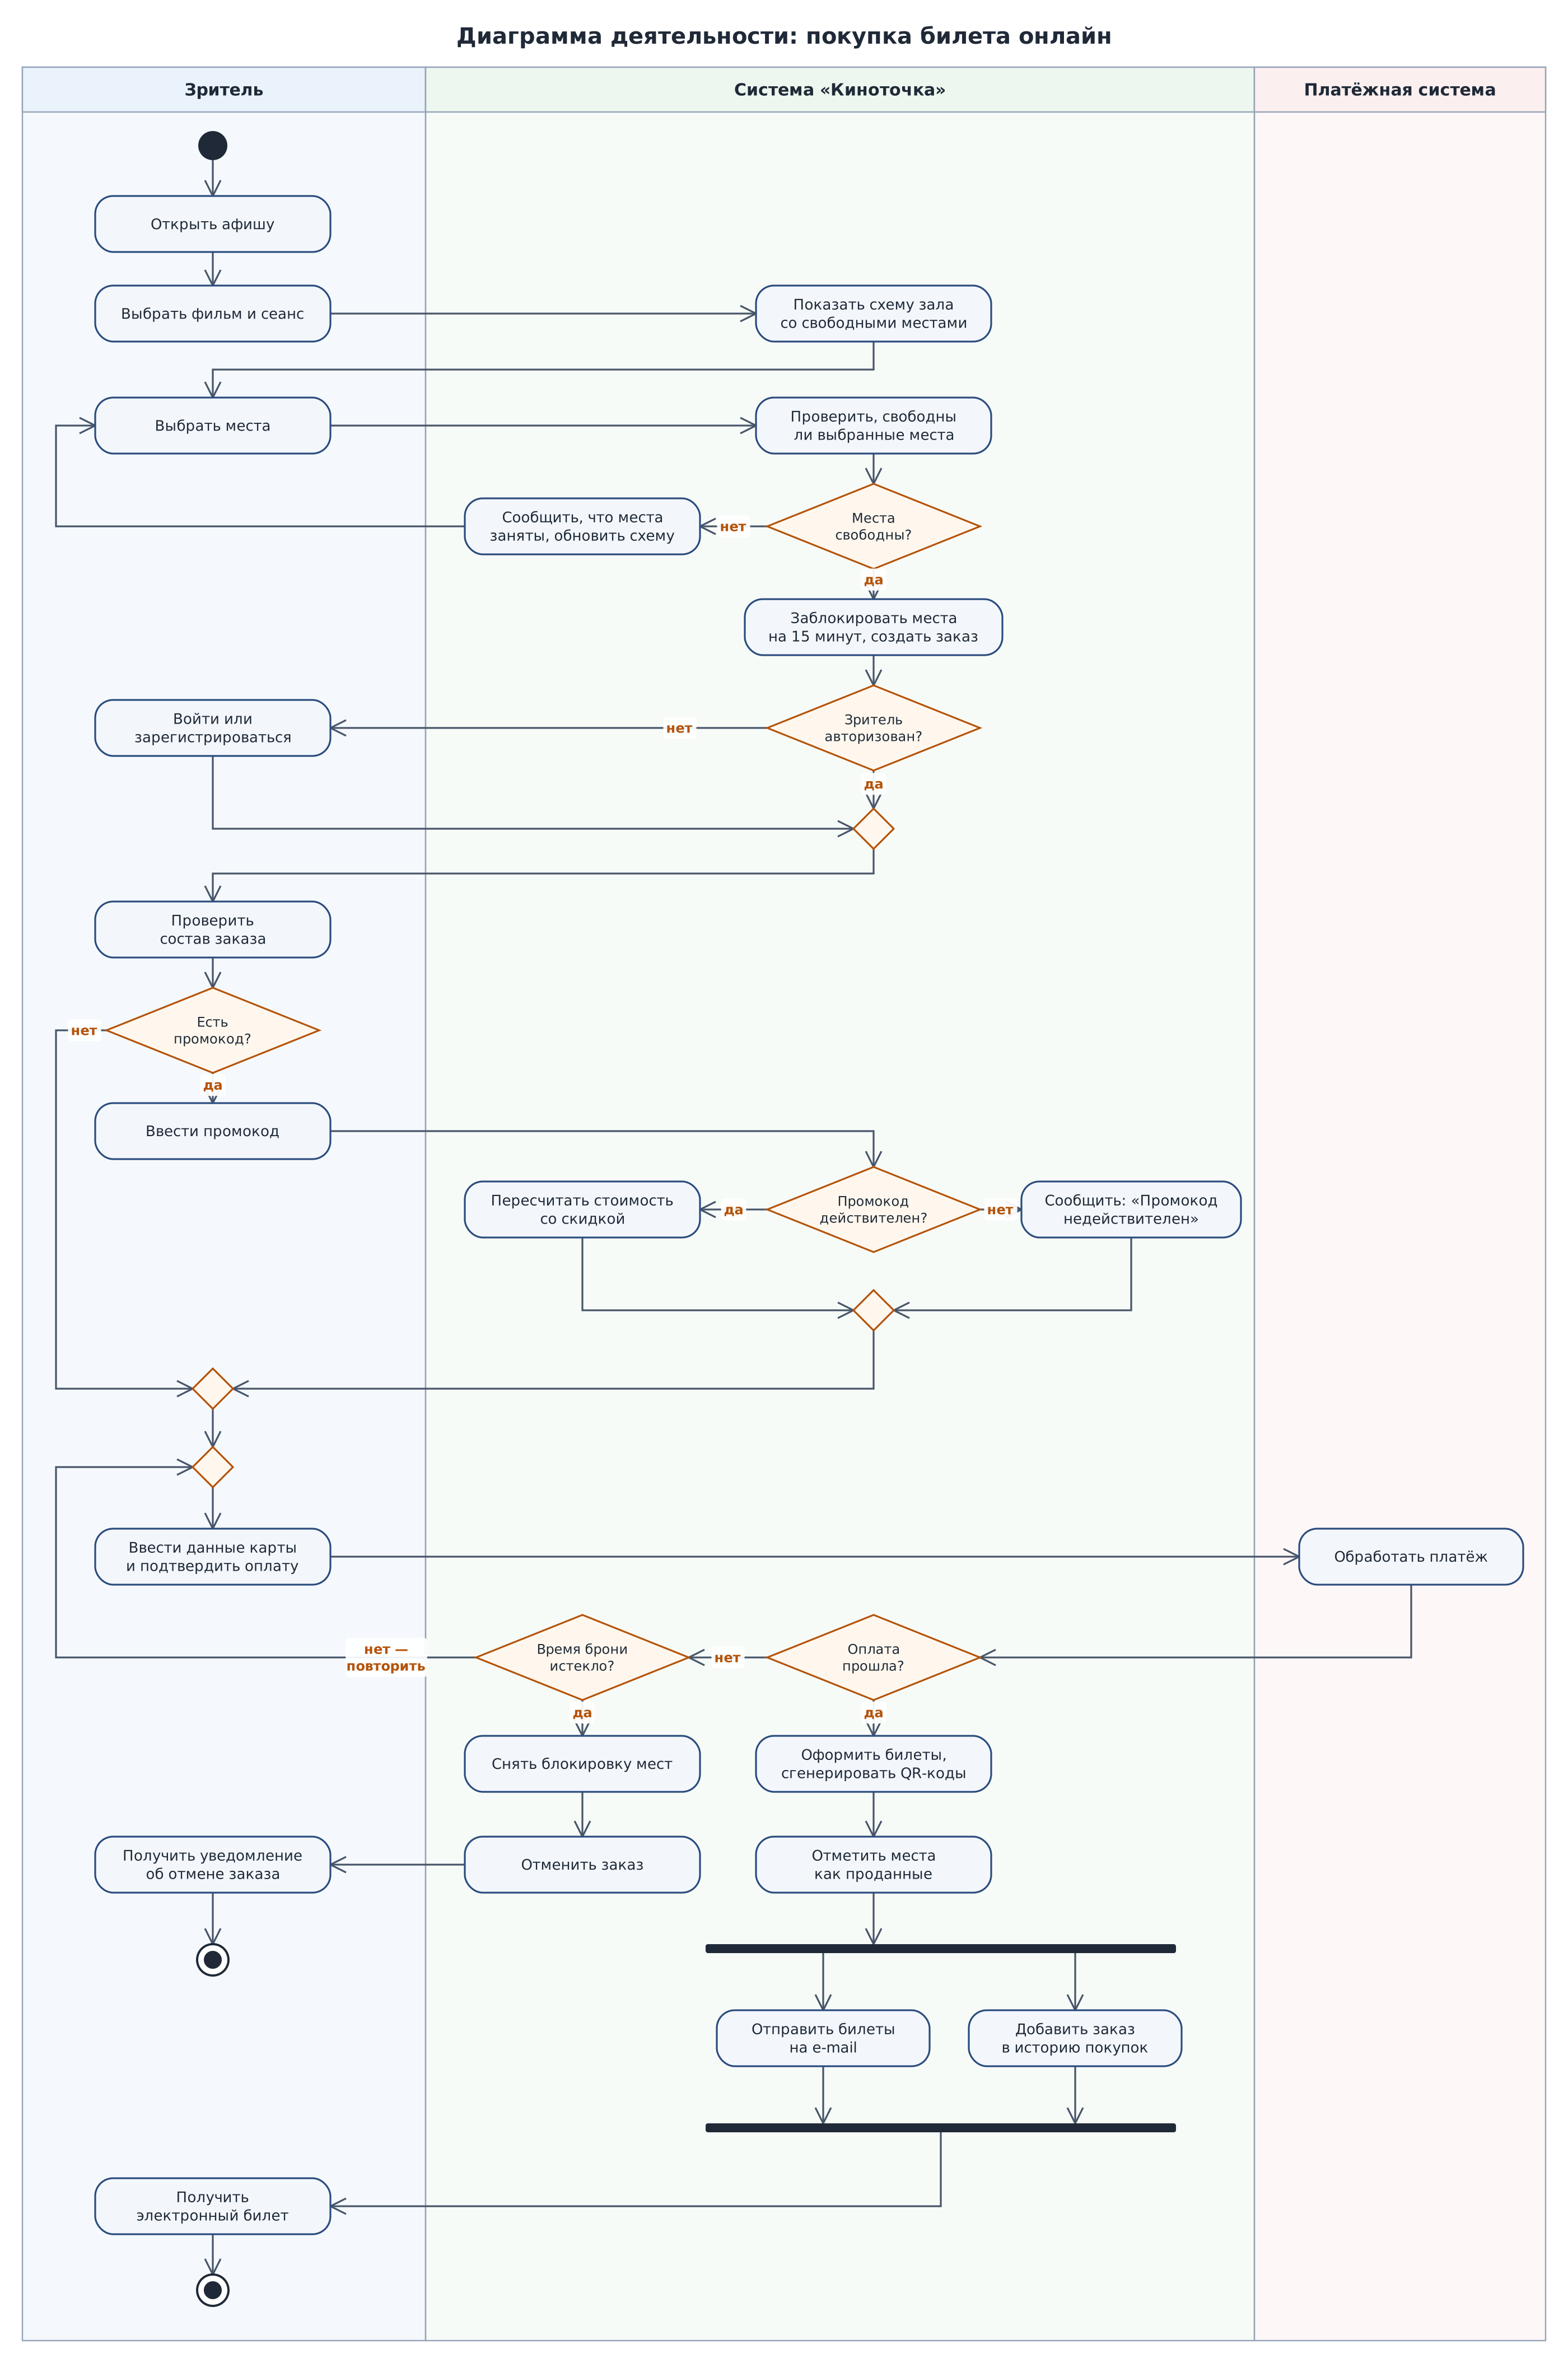 Диаграмма деятельности: покупка билета онлайн
Зритель
Система «Киноточка»
Платёжная система
Открыть афишу
Выбрать фильм и сеанс
Показать схему зала
со свободными местами
Выбрать места
Проверить, свободны
ли выбранные места
Сообщить, что места
заняты, обновить схему
нет
Места
свободны?
да
Заблокировать места
на 15 минут, создать заказ
Войти или
зарегистрироваться
нет
Зритель
авторизован?
да
Проверить
состав заказа
нет
Есть
промокод?
да
Ввести промокод
Пересчитать стоимость
со скидкой
да
Промокод
действителен?
нет
Сообщить: «Промокод
недействителен»
Ввести данные карты
и подтвердить оплату
Обработать платёж
нет —
повторить
Время брони
истекло?
нет
Оплата
прошла?
да
да
Снять блокировку мест
Оформить билеты,
сгенерировать QR-коды
Получить уведомление
об отмене заказа
Отменить заказ
Отметить места
как проданные
Отправить билеты
на e-mail
Добавить заказ
в историю покупок
Получить
электронный билет